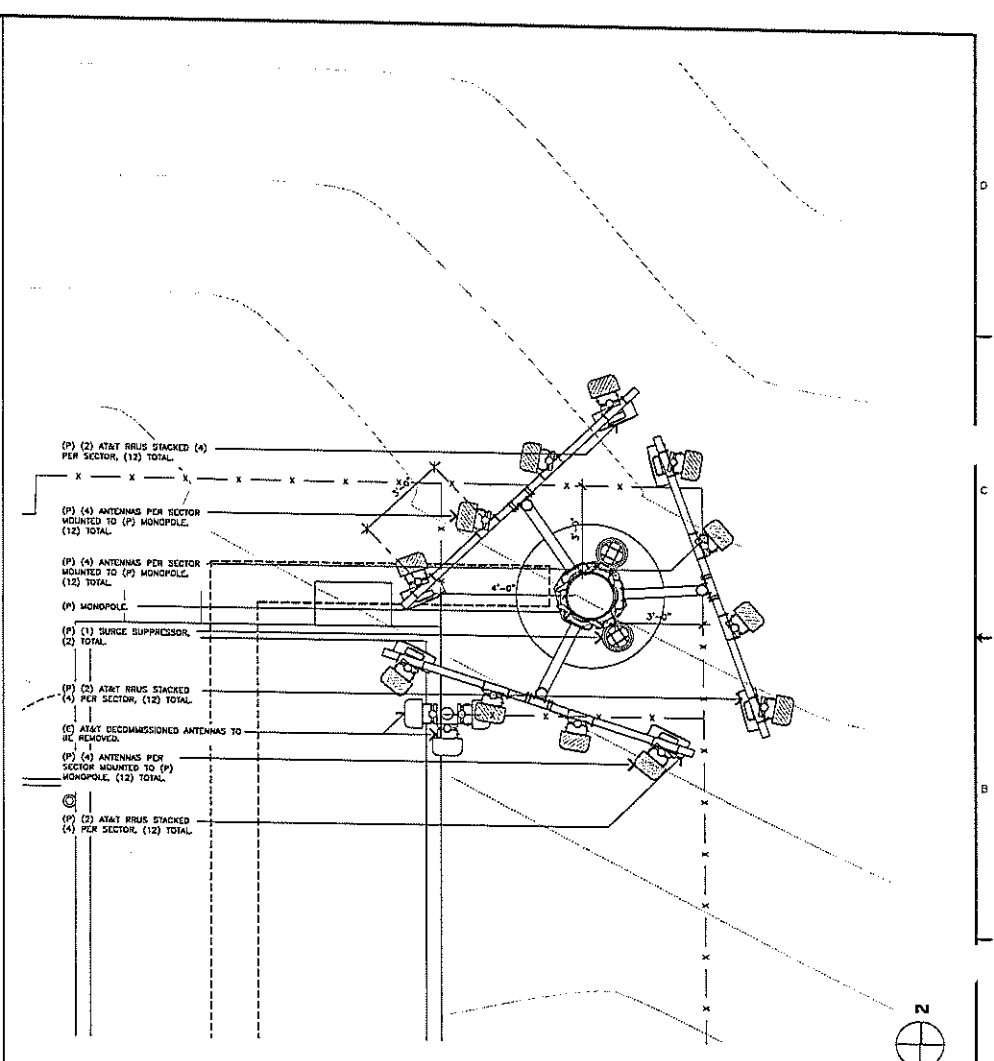 (P) (2) AT&T RRUS STACKED (4)
PER SECTOR, (12) TOTAL.
(P) (4) ANTENNAS PER SECTOR
MOUNTED TO (P) MONOPOLE,
(12) TOTAL.
(P) (4) ANTENNAS PER SECTOR
MOUNTED TO (P) MONOPOLE,
(12) TOTAL.
(P) MONOPOLE.
(P) (1) SURGE SUPPRESSOR,
(2) TOTAL.
(P) (2) AT&T RRUS STACKED
(4) PER SECTOR, (12) TOTAL.
(E) AT&T DECOMMISSIONED ANTENNAS TO
BE REMOVED.
(P) (4) ANTENNAS PER
SECTOR MOUNTED TO (P)
MONOPOLE, (12) TOTAL.
(P) (2) AT&T RRUS STACKED
(4) PER SECTOR, (12) TOTAL.
4'-0"
3'-0"
D
C
B
N